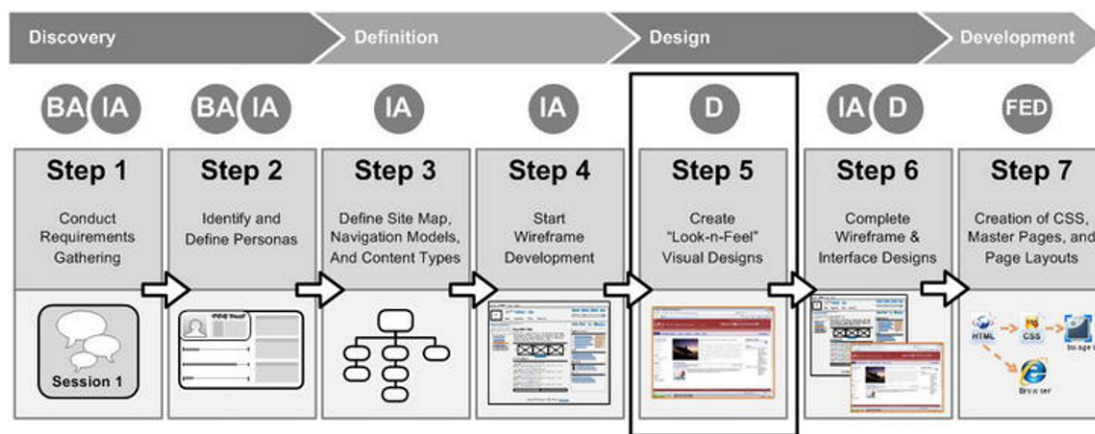 Discovery
Definition
Design
Development
BA
IA
BA
IA
IA
IA
D
IA
D
FED
Step 1
Conduct
Requirements
Gathering
Step 2
Identify and
Define Personas
Step 3
Define Site Map,
Navigation Models,
And Content Types
Step 4
Start
Wireframe
Development
Step 5
Create
"Look-n-Feel"
Visual Designs
Step 6
Complete
Wireframe &
Interface Designs
Step 7
Creation of CSS,
Master Pages, and
Page Layouts
Session 1
HTML
CSS
Browser